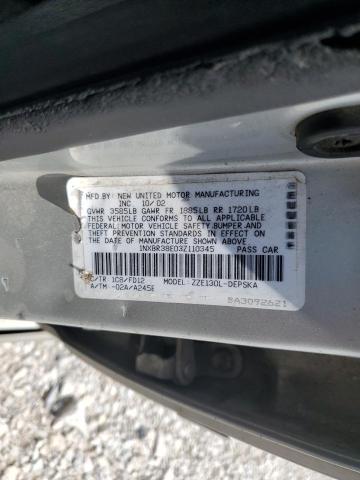 MFD.BY NEW UNITED MOTOR MANUFACTURING
INC 10/02
GVWR 3585LB GAWR FR 1885LB RR 1720LB
THIS VEHICLE CONFORMS TO ALL APPLICABLE
FEDERAL MOTOR VEHICLE SAFETY,BUMPER,AND
THEFT PREVENTION STANDARDS IN EFFECT ON
THE DATE OF MANUFACTURE SHOWN ABOVE.
1NXBR38E03Z110345 PASS CAR
C/TR 1C8/FD12 MODEL: ZZE130L-DEPSKA
A/TM -02A/A245E
BA3092621